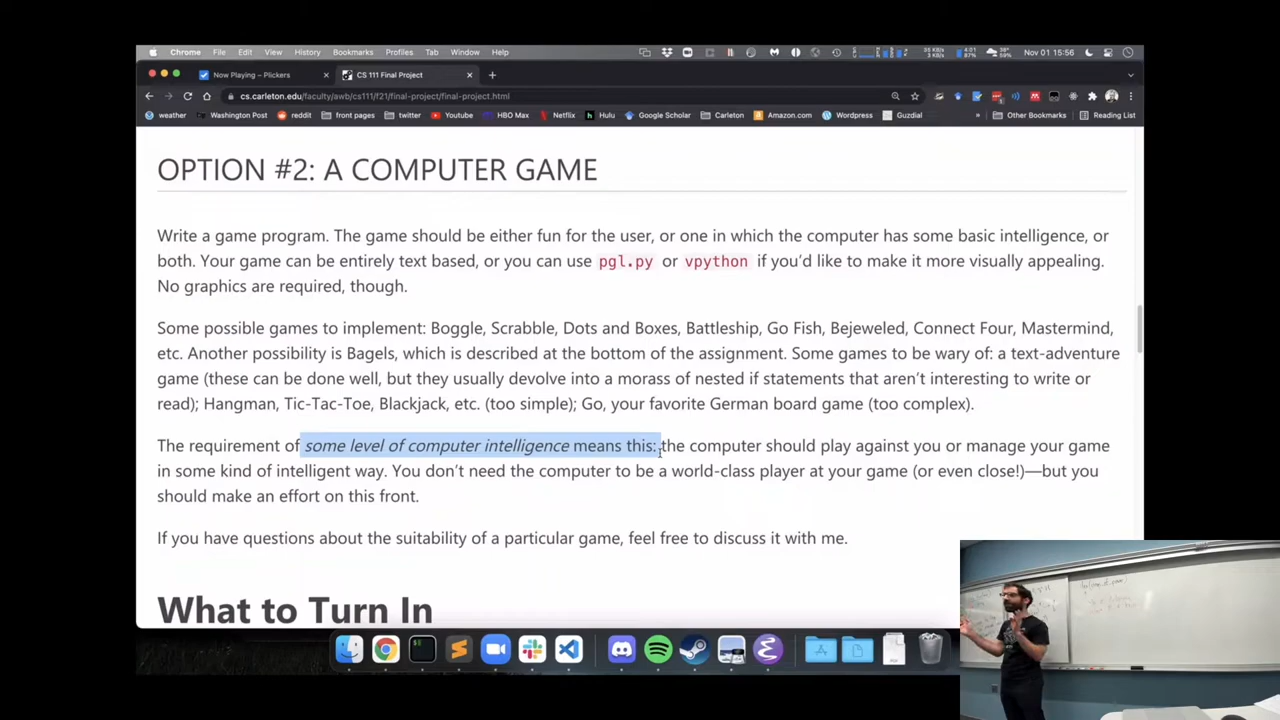 Chrome File Edit View History Bookmarks Profiles Tab Window Help Nov 01 15:56
Now Playing – Plickers CS 111 Final Project
cs.carleton.edu/faculty/awb/cs111/f21/final-project/final-project.html
weather Washington Post reddit front pages twitter Youtube HBO Max Netflix Hulu Google Scholar Carleton Amazon.com Wordpress Guzdial » Other Bookmarks Reading List
OPTION #2: A COMPUTER GAME
Write a game program. The game should be either fun for the user, or one in which the computer has some basic intelligence, or
both. Your game can be entirely text based, or you can use pgl.py or vpython if you’d like to make it more visually appealing.
No graphics are required, though.
Some possible games to implement: Boggle, Scrabble, Dots and Boxes, Battleship, Go Fish, Bejeweled, Connect Four, Mastermind,
etc. Another possibility is Bagels, which is described at the bottom of the assignment. Some games to be wary of: a text-adventure
game (these can be done well, but they usually devolve into a morass of nested if statements that aren’t interesting to write or
read); Hangman, Tic-Tac-Toe, Blackjack, etc. (too simple); Go, your favorite German board game (too complex).
The requirement of some level of computer intelligence means this: the computer should play against you or manage your game
in some kind of intelligent way. You don’t need the computer to be a world-class player at your game (or even close!)—but you
should make an effort on this front.
If you have questions about the suitability of a particular game, feel free to discuss it with me.
What to Turn In